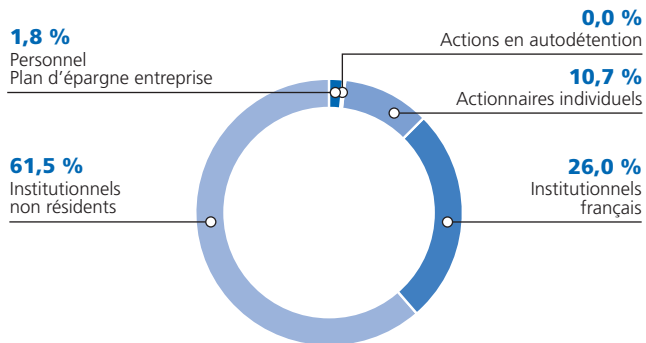 1,8 %
Personnel
Plan d'épargne entreprise
0,0 %
Actions en autodétention
10,7 %
Actionnaires individuels
61,5 %
Institutionnels
non résidents
26,0 %
Institutionnels
français